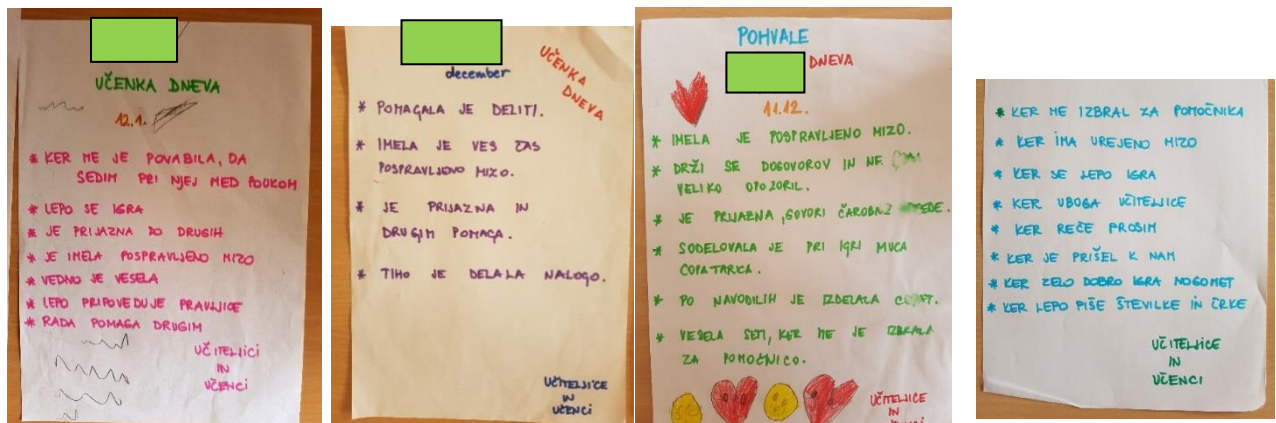 UČENKA DNEVA
12.1.
* KER ME JE POVABILA, DA
SEDIM PRI NJEJ MED POUKOM
* LEPO SE IGRA
* JE PRIJAZNA DO DRUGIH
* JE IMELA POSPRAVLJENO MIZO
* VEDNO JE VESELA
* LEPO PRIPOVEDUJE PRAVLJICE
* RADA POMAGA DRUGIM
UČITELJICI
IN
UČENCI
UČENKA
DNEVA
december
* POMAGALA JE DELITI.
* IMELA JE VES ČAS
POSPRAVLJENO MIZO.
* JE PRIJAZNA IN
DRUGIM POMAGA.
* TIHO JE DELALA NALOGO.
UČITELJICE
IN
UČENCI
POHVALE
DNEVA
11.12.
* IMELA JE POSPRAVLJENO MIZO.
* DRŽI SE DOGOVOROV IN NE
VELIKO OPOZORIL.
* JE PRIJAZNA, GOVORI ČAROBNE
* SODELOVALA JE PRI IGRI MUCA
COPATARICA.
* PO NAVODILIH JE IZDELALA
* VESELA SEM, KER ME JE IZBRALA
ZA POMOČNICO.
UČITELJICE
IN
UČENCI
* KER ME IZBRAL ZA POMOČNIKA
* KER IMA UREJENO MIZO
* KER SE LEPO IGRA
* KER UBOGA UČITELJICE
* KER REČE PROSIM
* KER JE PRIŠEL K NAM
* KER ZELO DOBRO IGRA NOGOMET
* KER LEPO PIŠE ŠTEVILKE IN ČRKE
UČITELJICE
IN
UČENCI